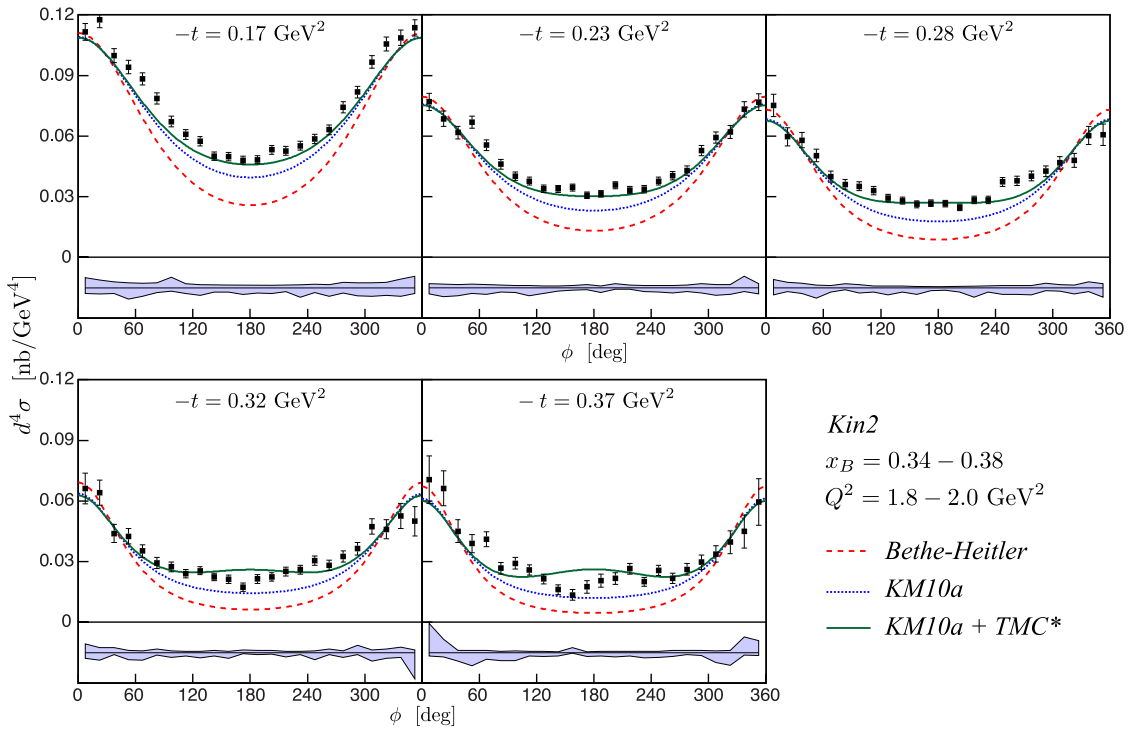 0.12
0.09
0.06
0.03
0
−t = 0.17 GeV²
−t = 0.23 GeV²
−t = 0.28 GeV²
0 60 120 180 240 300 0 60 120 180 240 300 0 60 120 180 240 300 360
ϕ [deg]
d⁴σ [nb/GeV⁴]
0.12
0.09
0.06
0.03
0
−t = 0.32 GeV²
− t = 0.37 GeV²
0 60 120 180 240 300 0 60 120 180 240 300 360
ϕ [deg]
Kin2
x_B = 0.34 − 0.38
Q² = 1.8 − 2.0 GeV²
Bethe-Heitler
KM10a
KM10a + TMC*